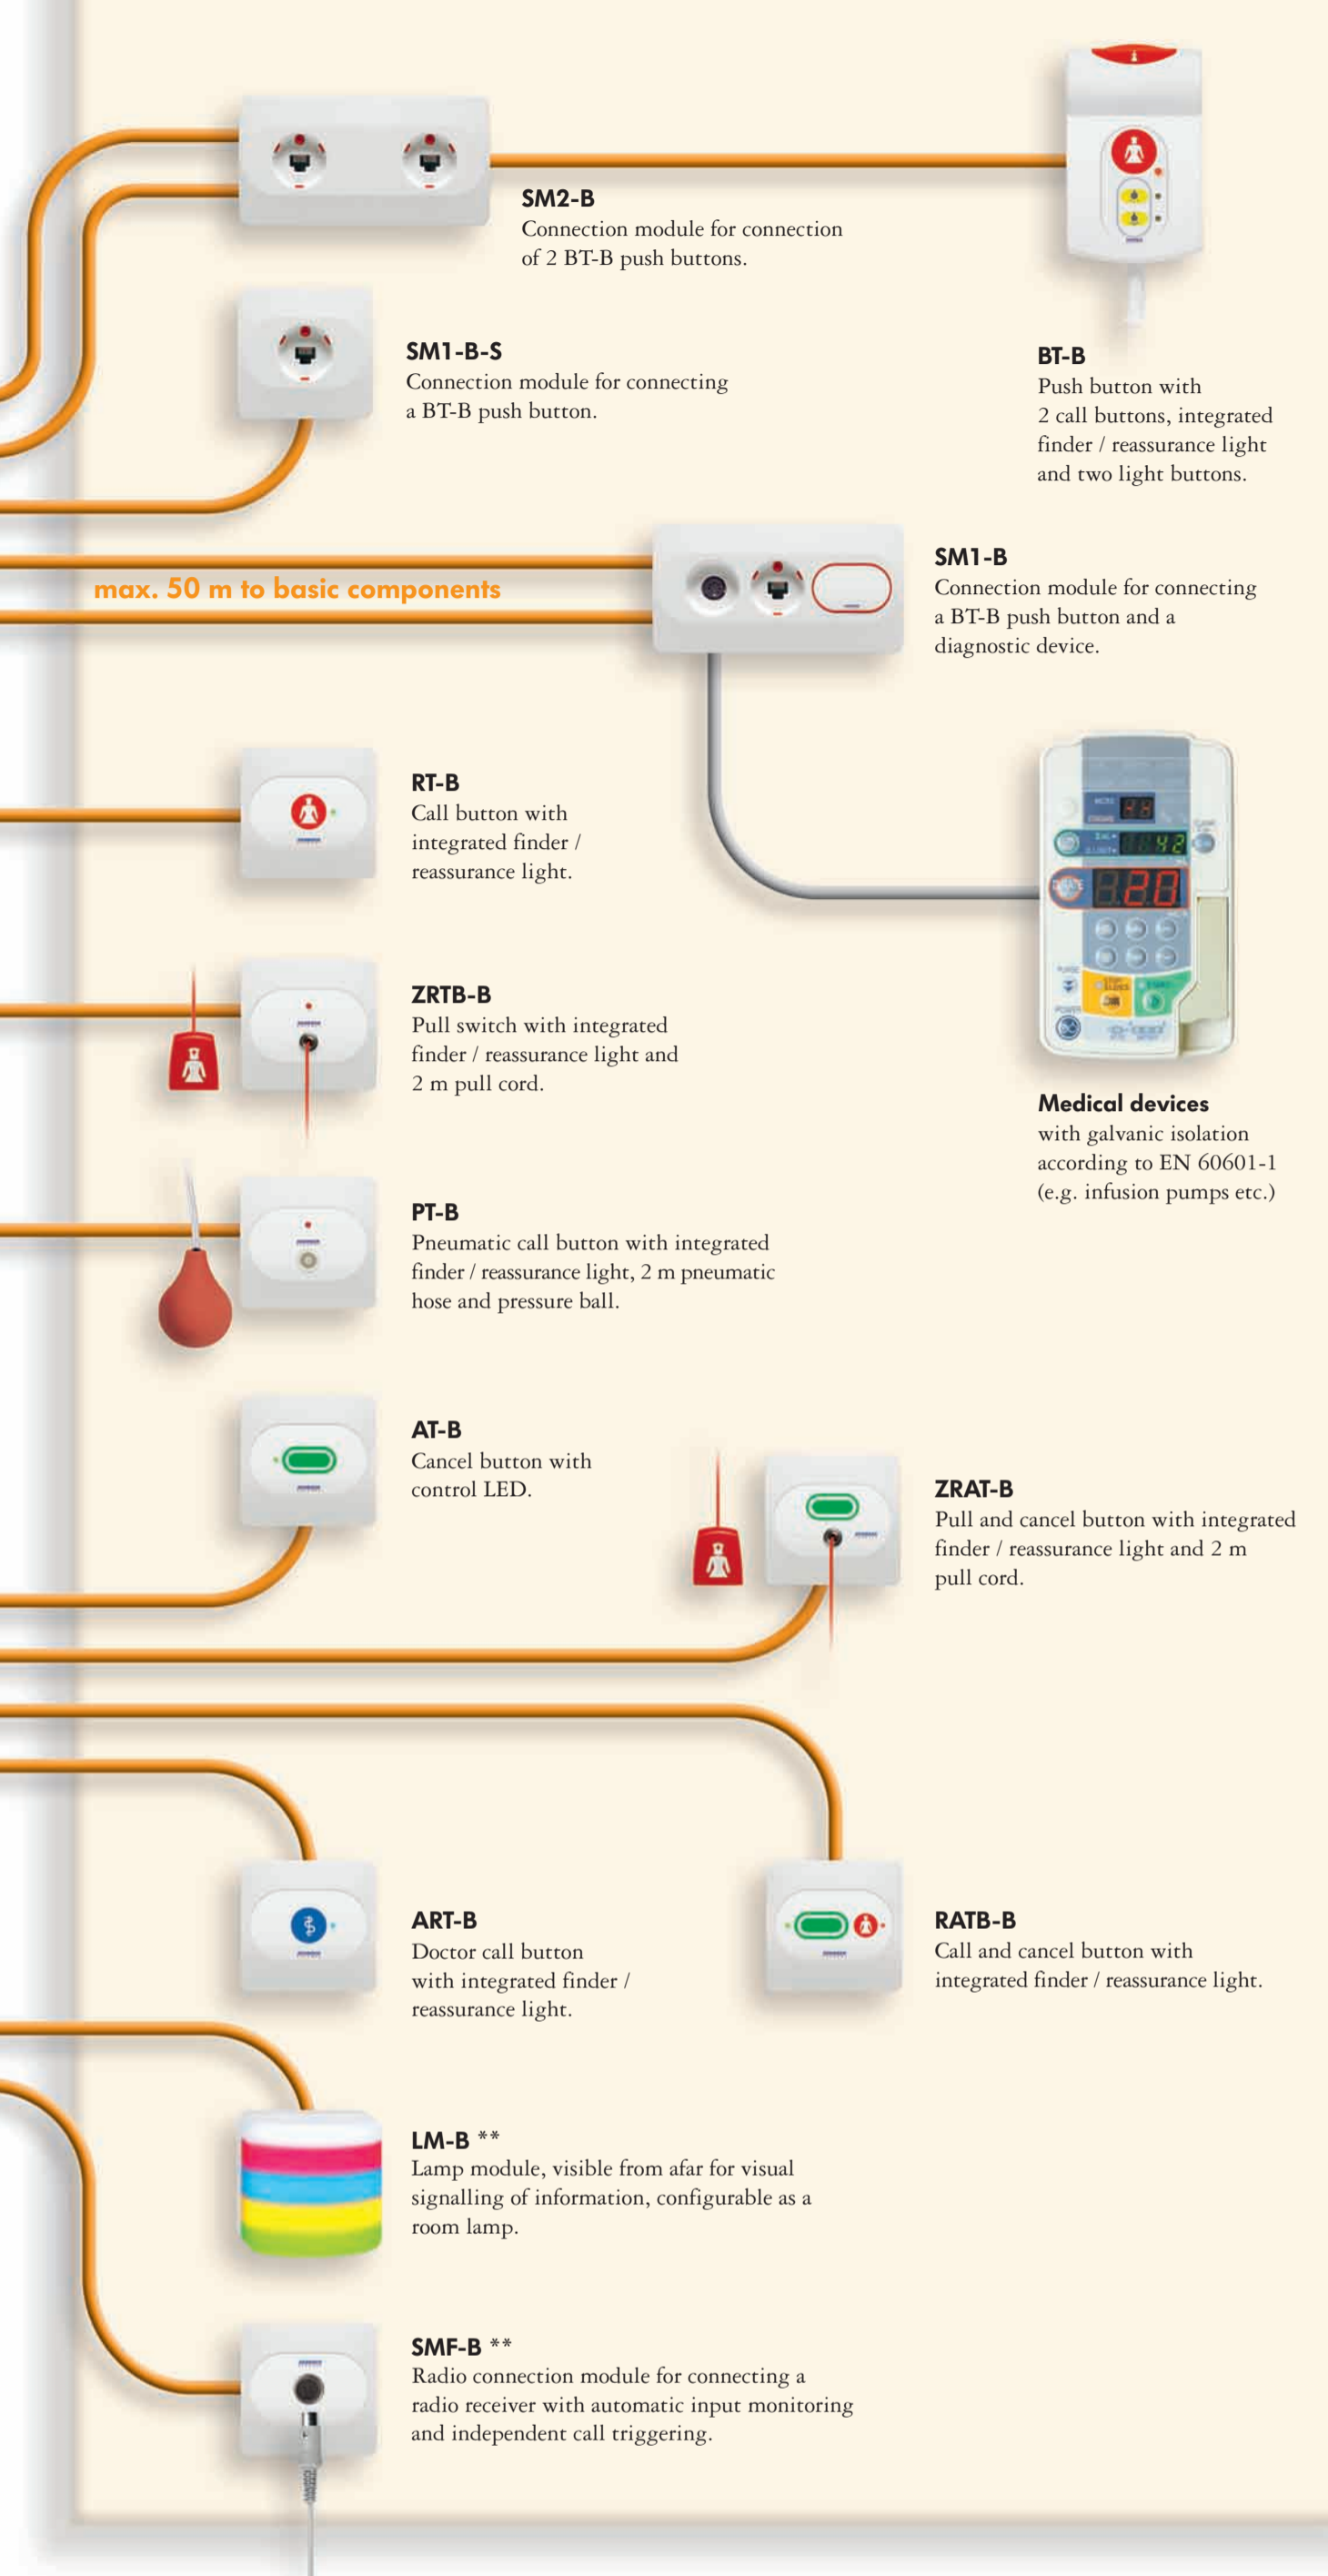 SM2-B
Connection module for connection
of 2 BT-B push buttons.
SM1-B-S
Connection module for connecting
a BT-B push button.
BT-B
Push button with
2 call buttons, integrated
finder / reassurance light
and two light buttons.
max. 50 m to basic components
SM1-B
Connection module for connecting
a BT-B push button and a
diagnostic device.
RT-B
Call button with
integrated finder /
reassurance light.
42
20
POWER
ZRTB-B
Pull switch with integrated
finder / reassurance light and
2 m pull cord.
Medical devices
with galvanic isolation
according to EN 60601-1
(e.g. infusion pumps etc.)
PT-B
Pneumatic call button with integrated
finder / reassurance light, 2 m pneumatic
hose and pressure ball.
AT-B
Cancel button with
control LED.
ZRAT-B
Pull and cancel button with integrated
finder / reassurance light and 2 m
pull cord.
ART-B
Doctor call button
with integrated finder /
reassurance light.
RATB-B
Call and cancel button with
integrated finder / reassurance light.
LM-B **
Lamp module, visible from afar for visual
signalling of information, configurable as a
room lamp.
SMF-B **
Radio connection module for connecting a
radio receiver with automatic input monitoring
and independent call triggering.